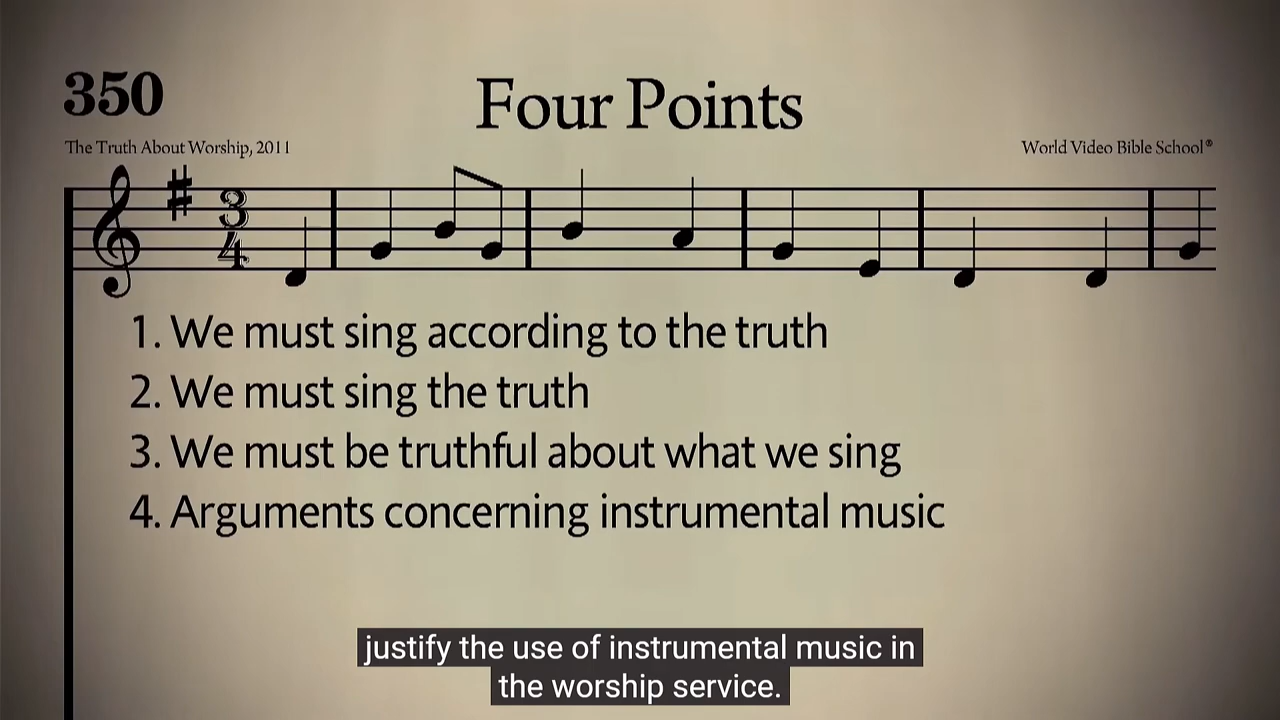 350
Four Points
The Truth About Worship, 2011
World Video Bible School®
3
4
1. We must sing according to the truth
2. We must sing the truth
3. We must be truthful about what we sing
4. Arguments concerning instrumental music
justify the use of instrumental music in
the worship service.